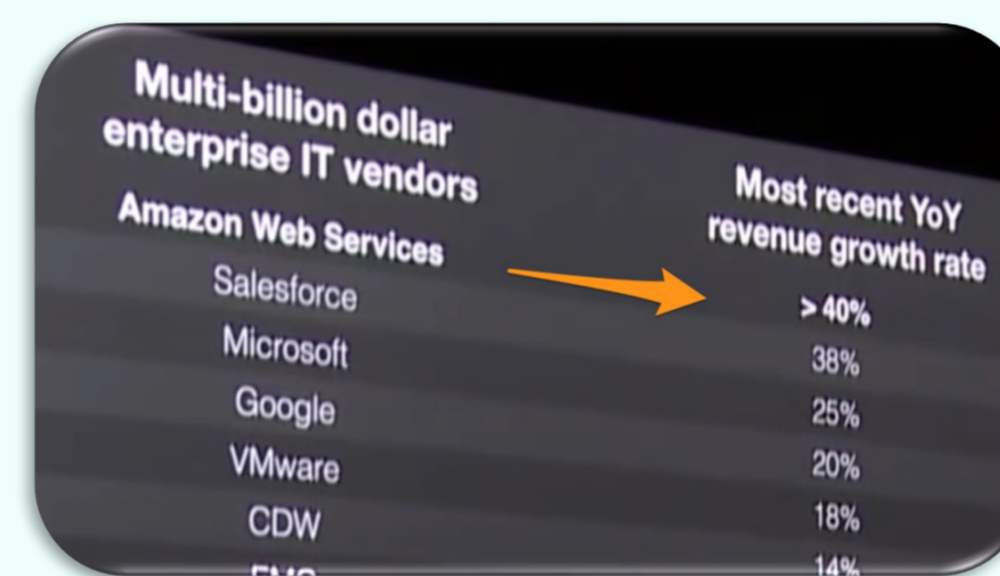 Multi-billion dollar
enterprise IT vendors
Most recent YoY
revenue growth rate
Amazon Web Services > 40%
Salesforce 38%
Microsoft 25%
Google 20%
VMware 18%
CDW 14%